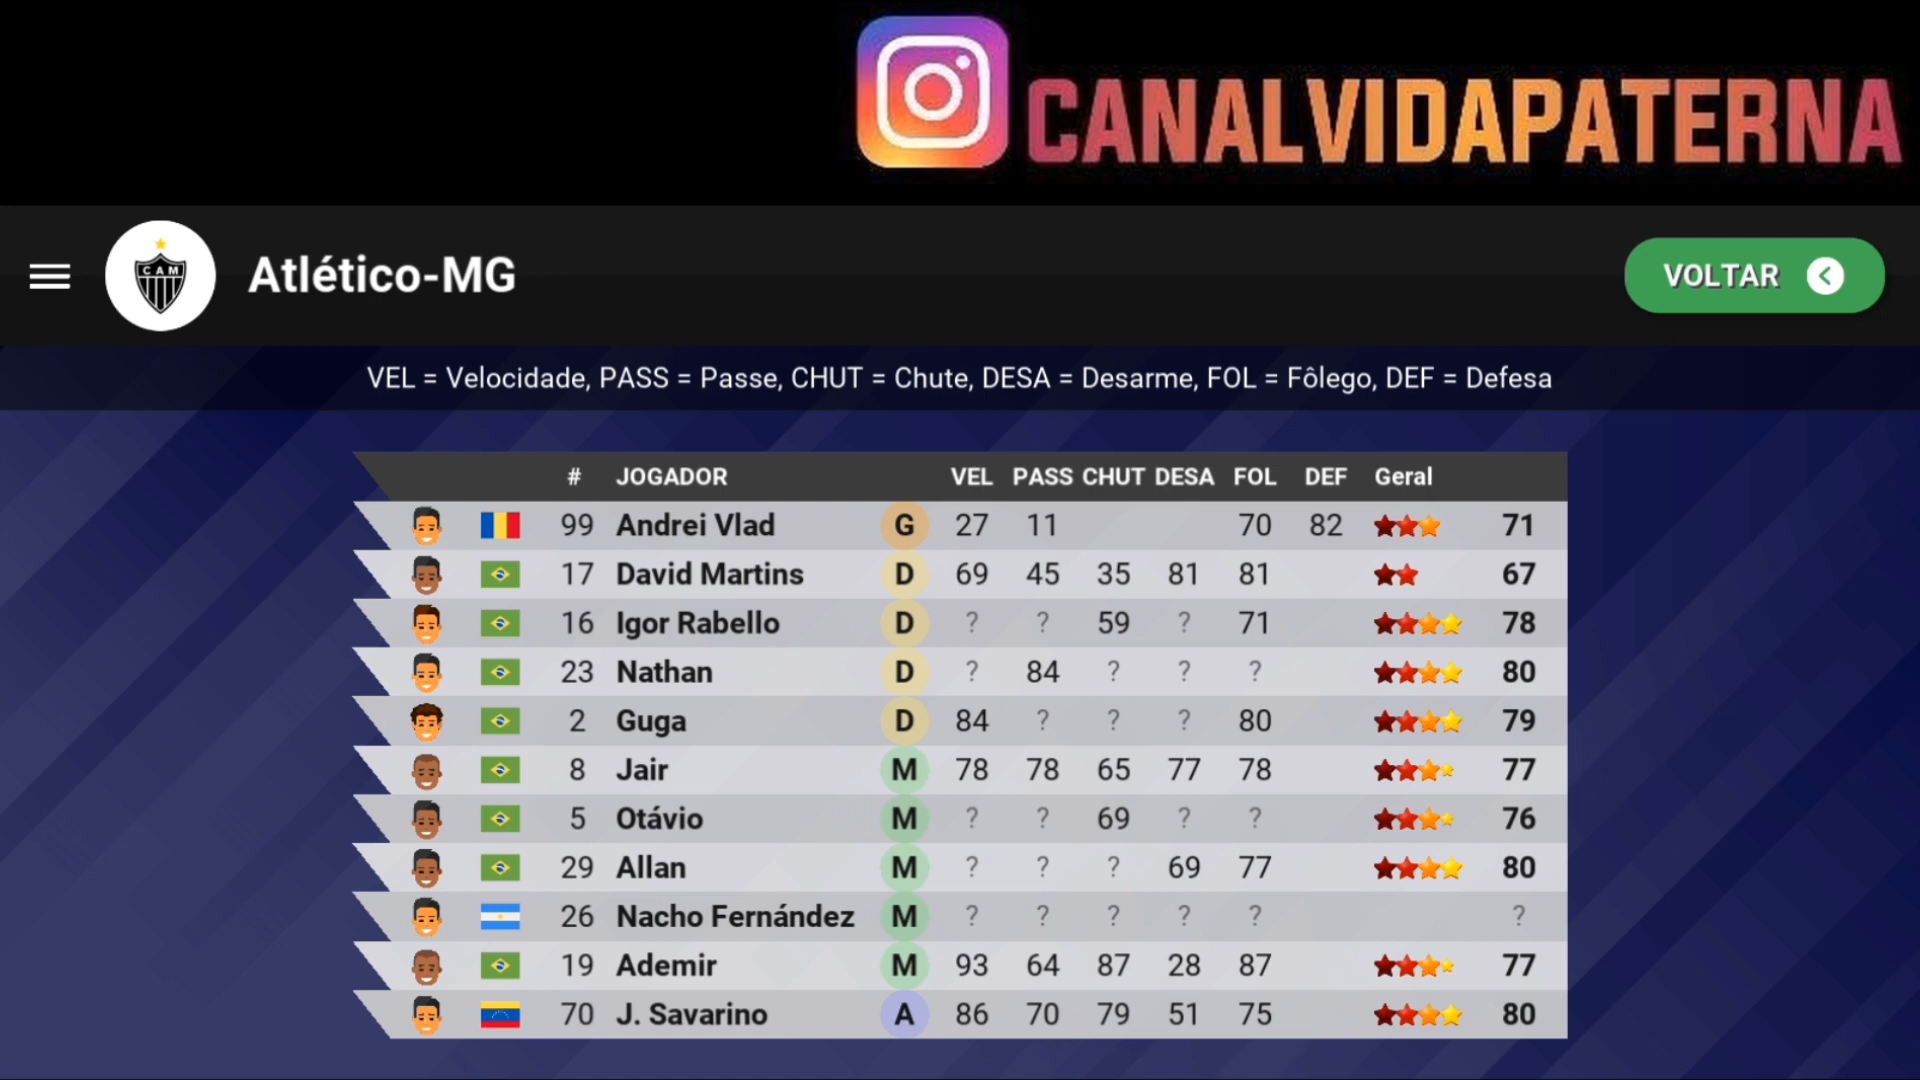 CANALVIDAPATERNA
CAM
Atlético-MG
VOLTAR
VEL = Velocidade, PASS = Passe, CHUT = Chute, DESA = Desarme, FOL = Fôlego, DEF = Defesa
# JOGADOR VEL PASS CHUT DESA FOL DEF Geral
99 Andrei Vlad G 27 11 70 82 71
17 David Martins D 69 45 35 81 81 67
16 Igor Rabello D ? ? 59 ? 71 78
23 Nathan D ? 84 ? ? ? 80
2 Guga D 84 ? ? ? 80 79
8 Jair M 78 78 65 77 78 77
5 Otávio M ? ? 69 ? ? 76
29 Allan M ? ? ? 69 77 80
26 Nacho Fernández M ? ? ? ? ? ?
19 Ademir M 93 64 87 28 87 77
70 J. Savarino A 86 70 79 51 75 80